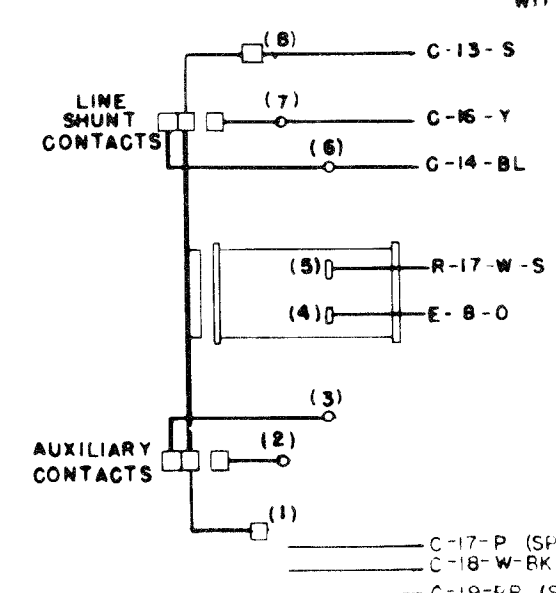 (8) C-13-S
LINE
SHUNT
CONTACTS
(7) C-16-Y
(6) C-14-BL
(5) R-17-W-S
(4) E-8-O
(3)
AUXILIARY
CONTACTS
(2)
(1)
C-17-P (SP
C-18-W-BK